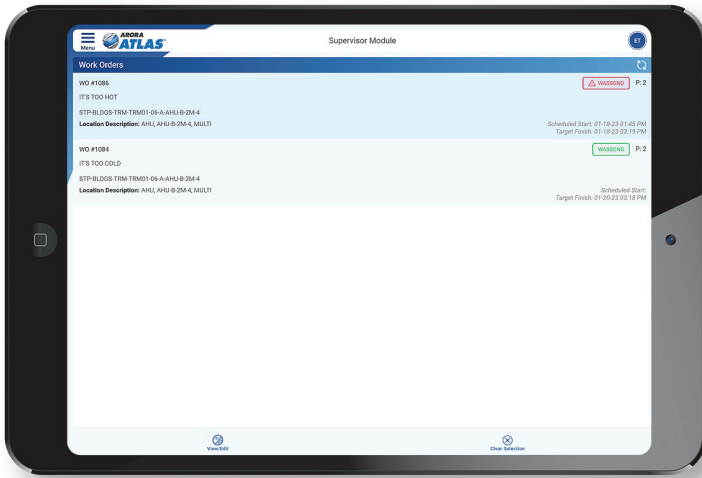 Menu
ARORA
ATLAS
Supervisor Module
ET
Work Orders
WO #1086
WASBGND
P: 2
IT'S TOO HOT
STP-BLDGS-TRM-TRM01-06-A-AHU-B-2M-4
Location Description: AHU, AHU-B-2M-4, MULTI
Scheduled Start: 01-18-23 01:45 PM
Target Finish: 01-18-23 03:19 PM
WO #1084
WASBGND
P: 2
IT'S TOO COLD
STP-BLDGS-TRM-TRM01-06-A-AHU-B-2M-4
Location Description: AHU, AHU-B-2M-4, MULTI
Scheduled Start:
Target Finish: 01-20-23 03:18 PM
View/Edit
Clear Selection